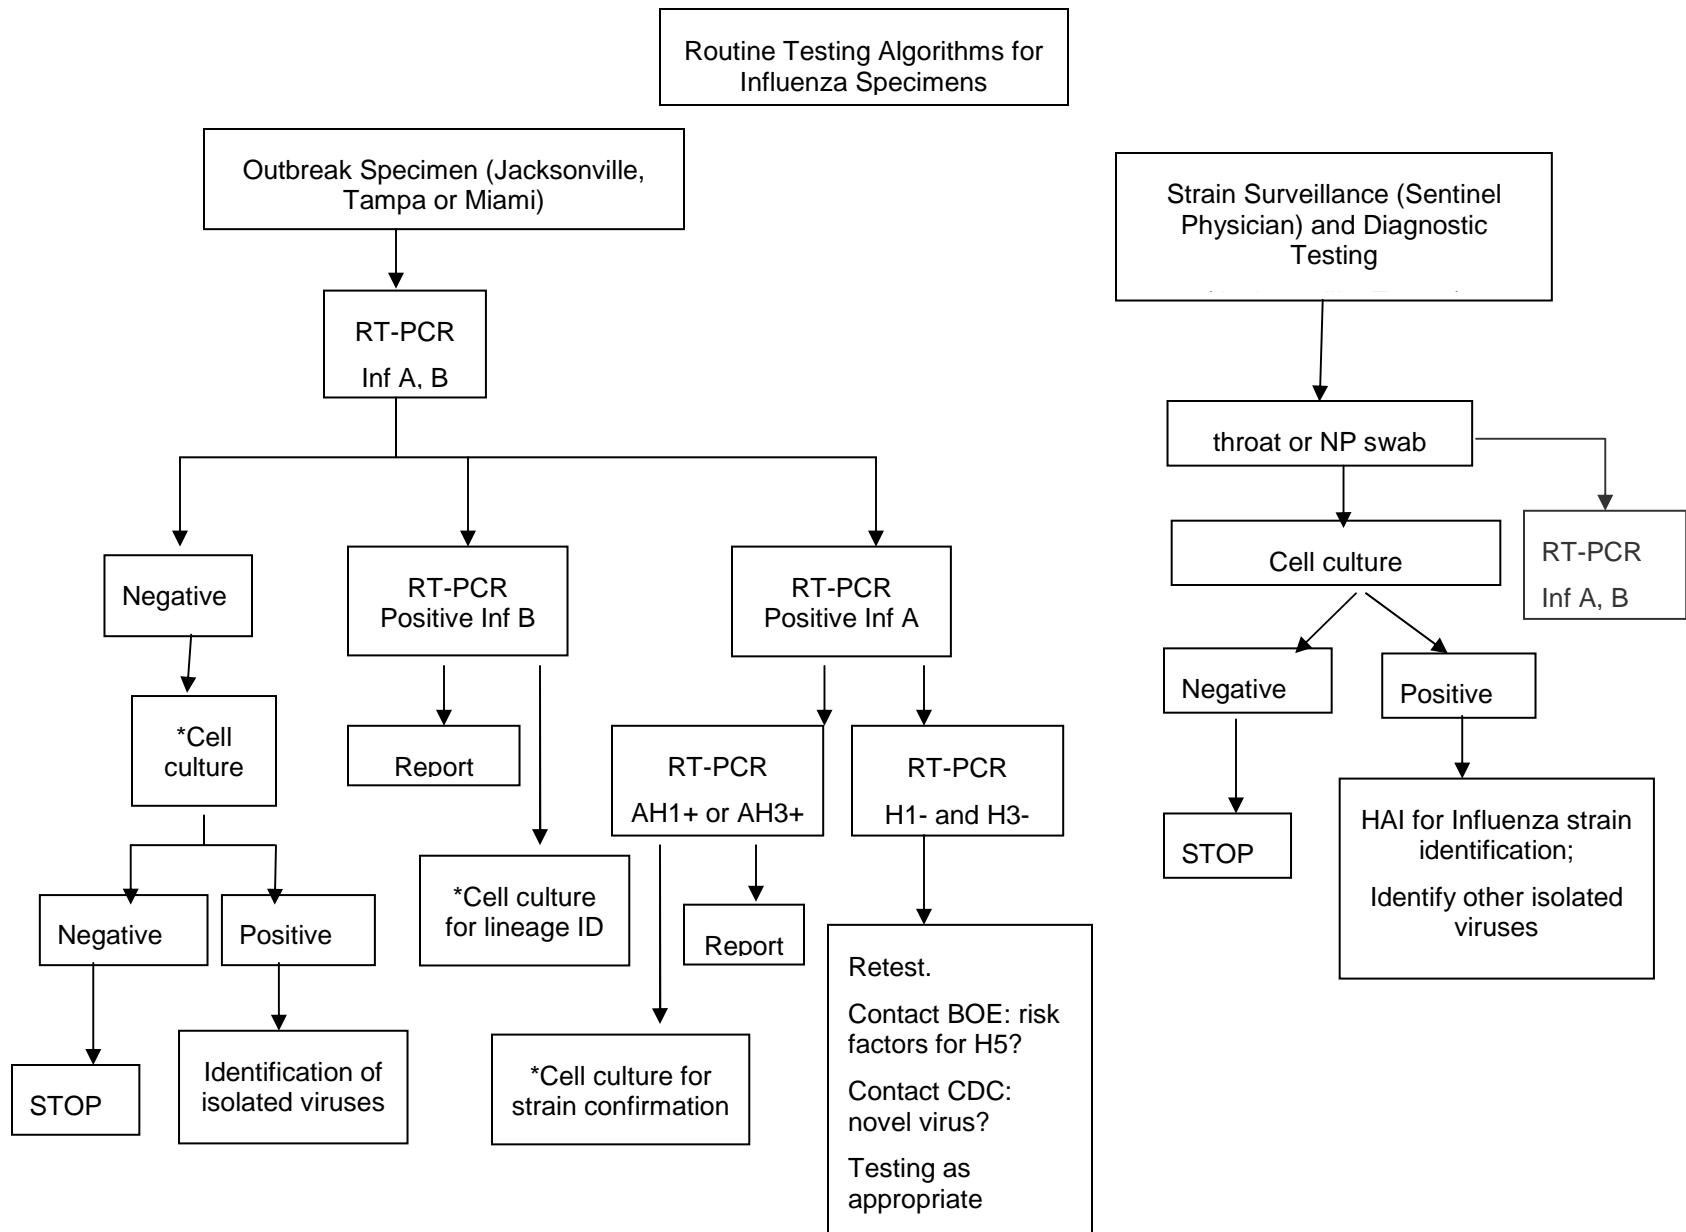 Routine Testing Algorithms for
Influenza Specimens
Outbreak Specimen (Jacksonville,
Tampa or Miami)
Strain Surveillance (Sentinel
Physician) and Diagnostic
Testing
RT-PCR
Inf A, B
throat or NP swab
Cell culture
RT-PCR
Inf A, B
Negative
RT-PCR
Positive Inf B
RT-PCR
Positive Inf A
Negative
Positive
*Cell
culture
Report
RT-PCR
AH1+ or AH3+
RT-PCR
H1- and H3-
STOP
HAI for Influenza strain
identification;
Identify other isolated
viruses
Negative
Positive
*Cell culture
for lineage ID
Report
Retest.
Contact BOE: risk
factors for H5?
Contact CDC:
novel virus?
Testing as
appropriate
STOP
Identification of
isolated viruses
*Cell culture for
strain confirmation